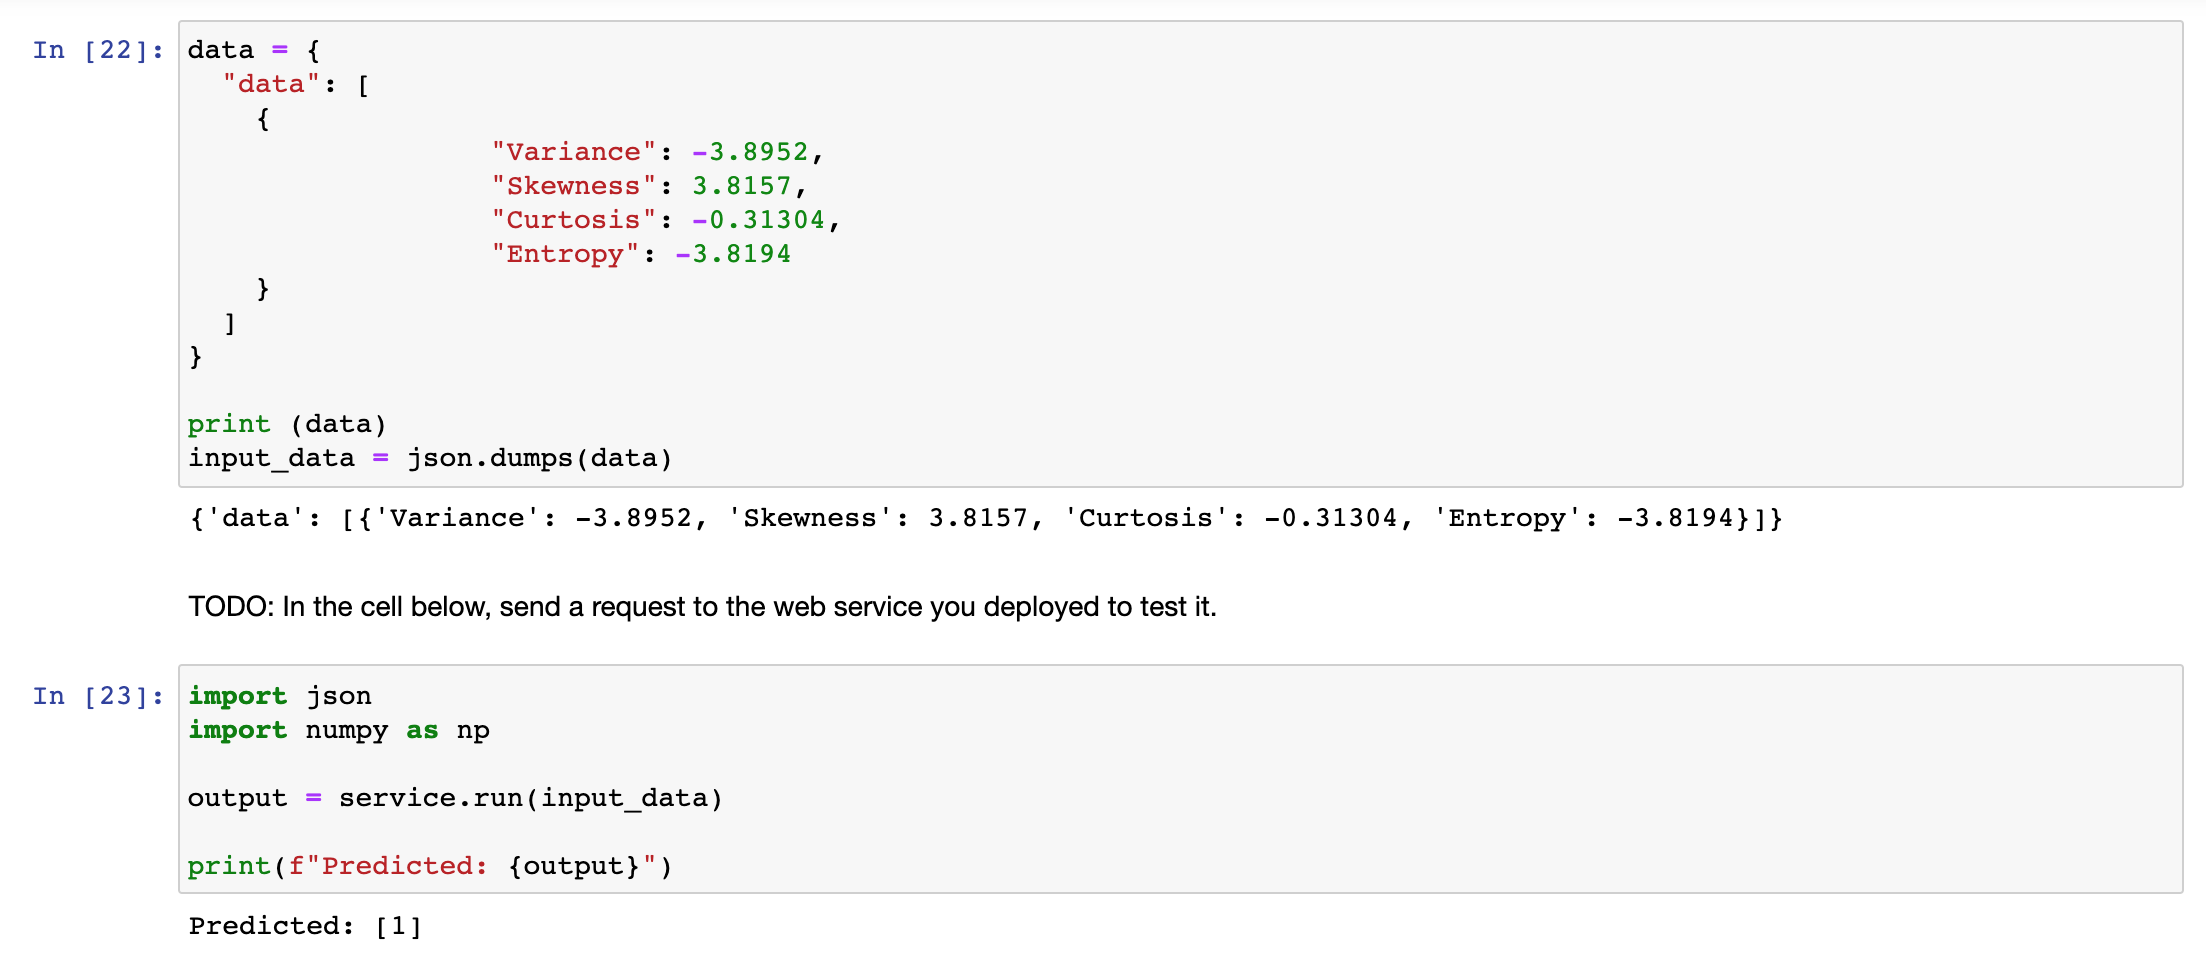 In [22]: data = {
"data": [
{
"Variance": -3.8952,
"Skewness": 3.8157,
"Curtosis": -0.31304,
"Entropy": -3.8194
}
]
}
print (data)
input_data = json.dumps(data)
{'data': [{'Variance': -3.8952, 'Skewness': 3.8157, 'Curtosis': -0.31304, 'Entropy': -3.8194}]}
TODO: In the cell below, send a request to the web service you deployed to test it.
In [23]: import json
import numpy as np
output = service.run(input_data)
print(f"Predicted: {output}")
Predicted: [1]